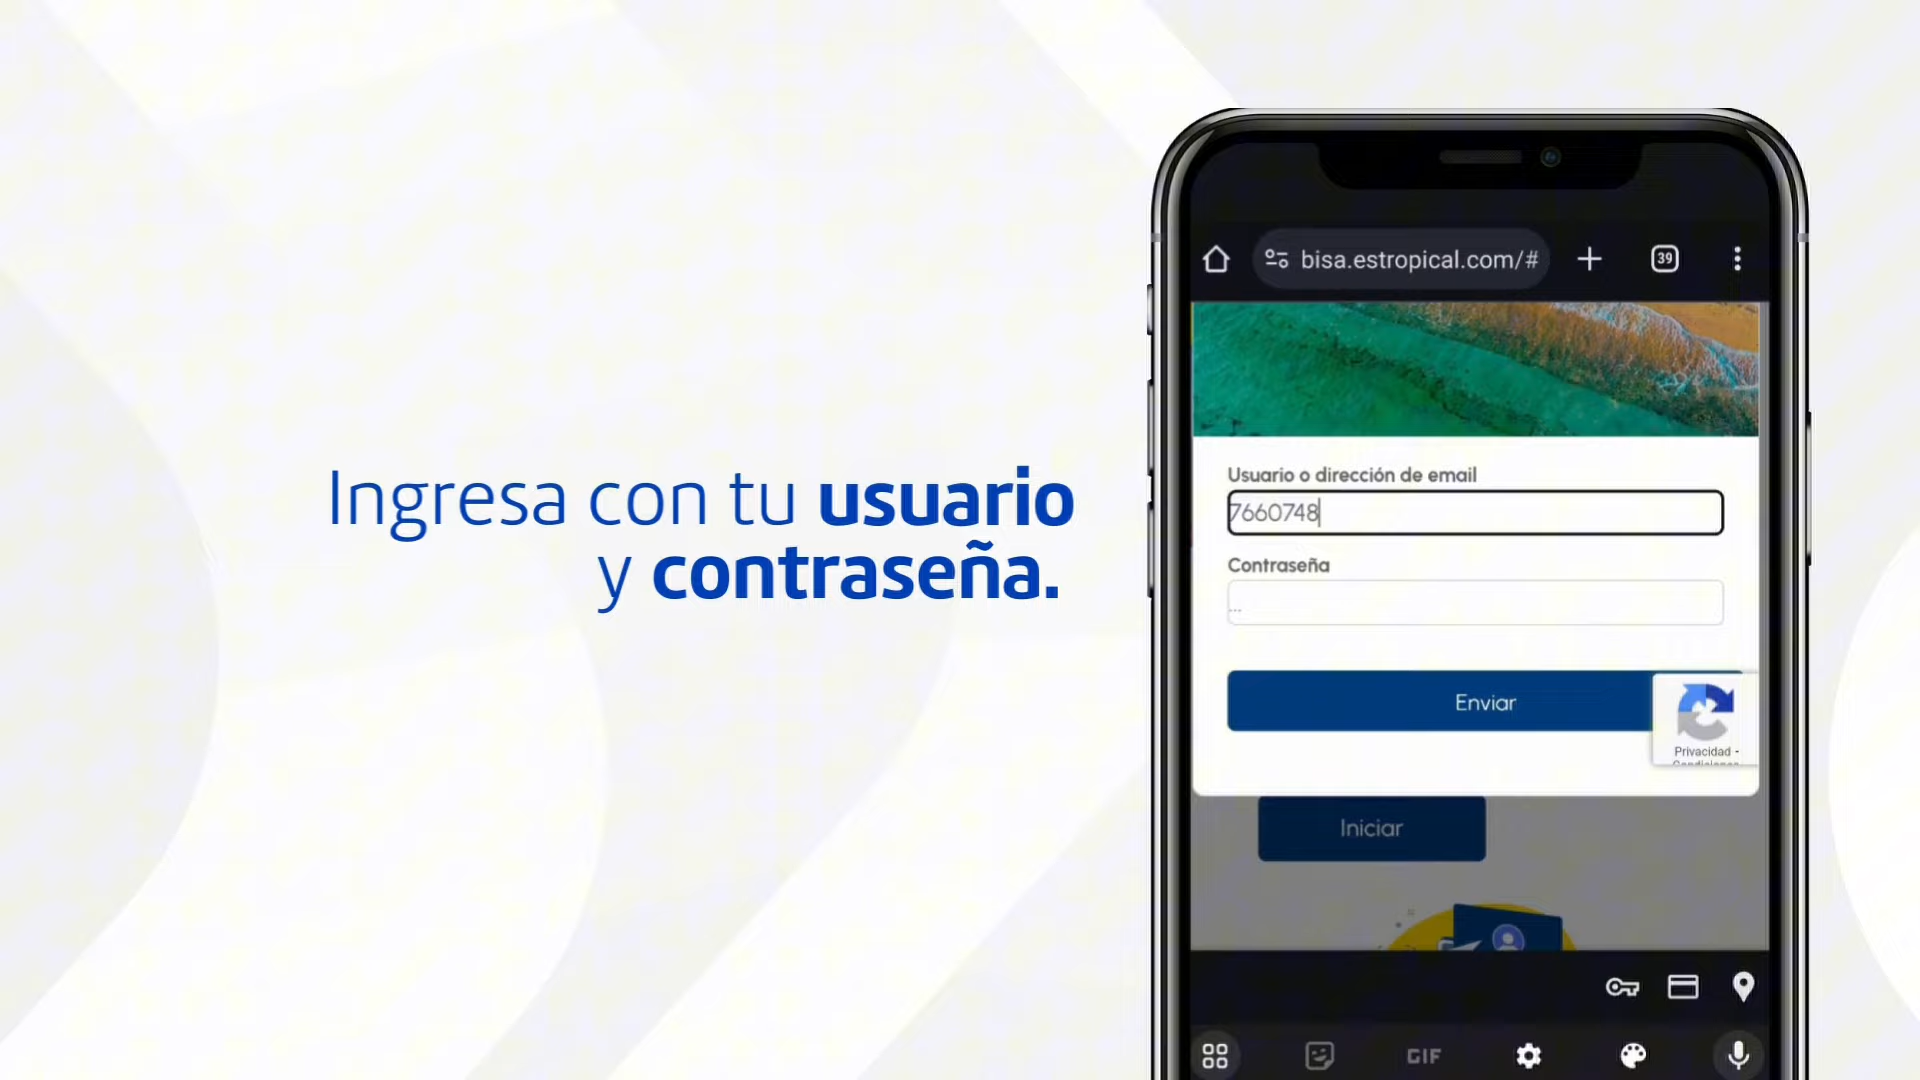 Ingresa con tu usuario
y contraseña.
bisa.estropical.com/#
39
Usuario o dirección de email
7660748
Contraseña
...
Enviar
Privacidad -
Condiciones
Iniciar
GIF